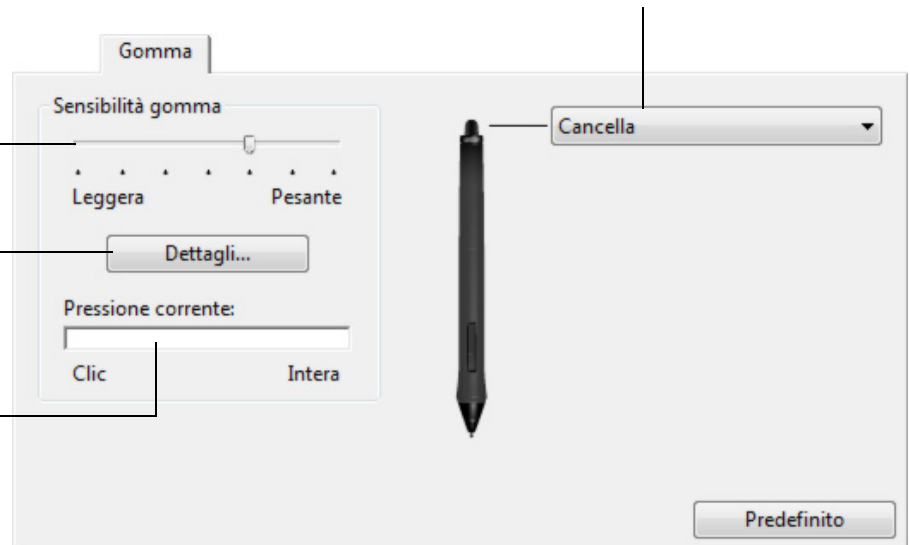 Gomma
Sensibilità gomma
Leggera Pesante
Dettagli...
Pressione corrente:
Clic Intera
Cancella
Predefinito